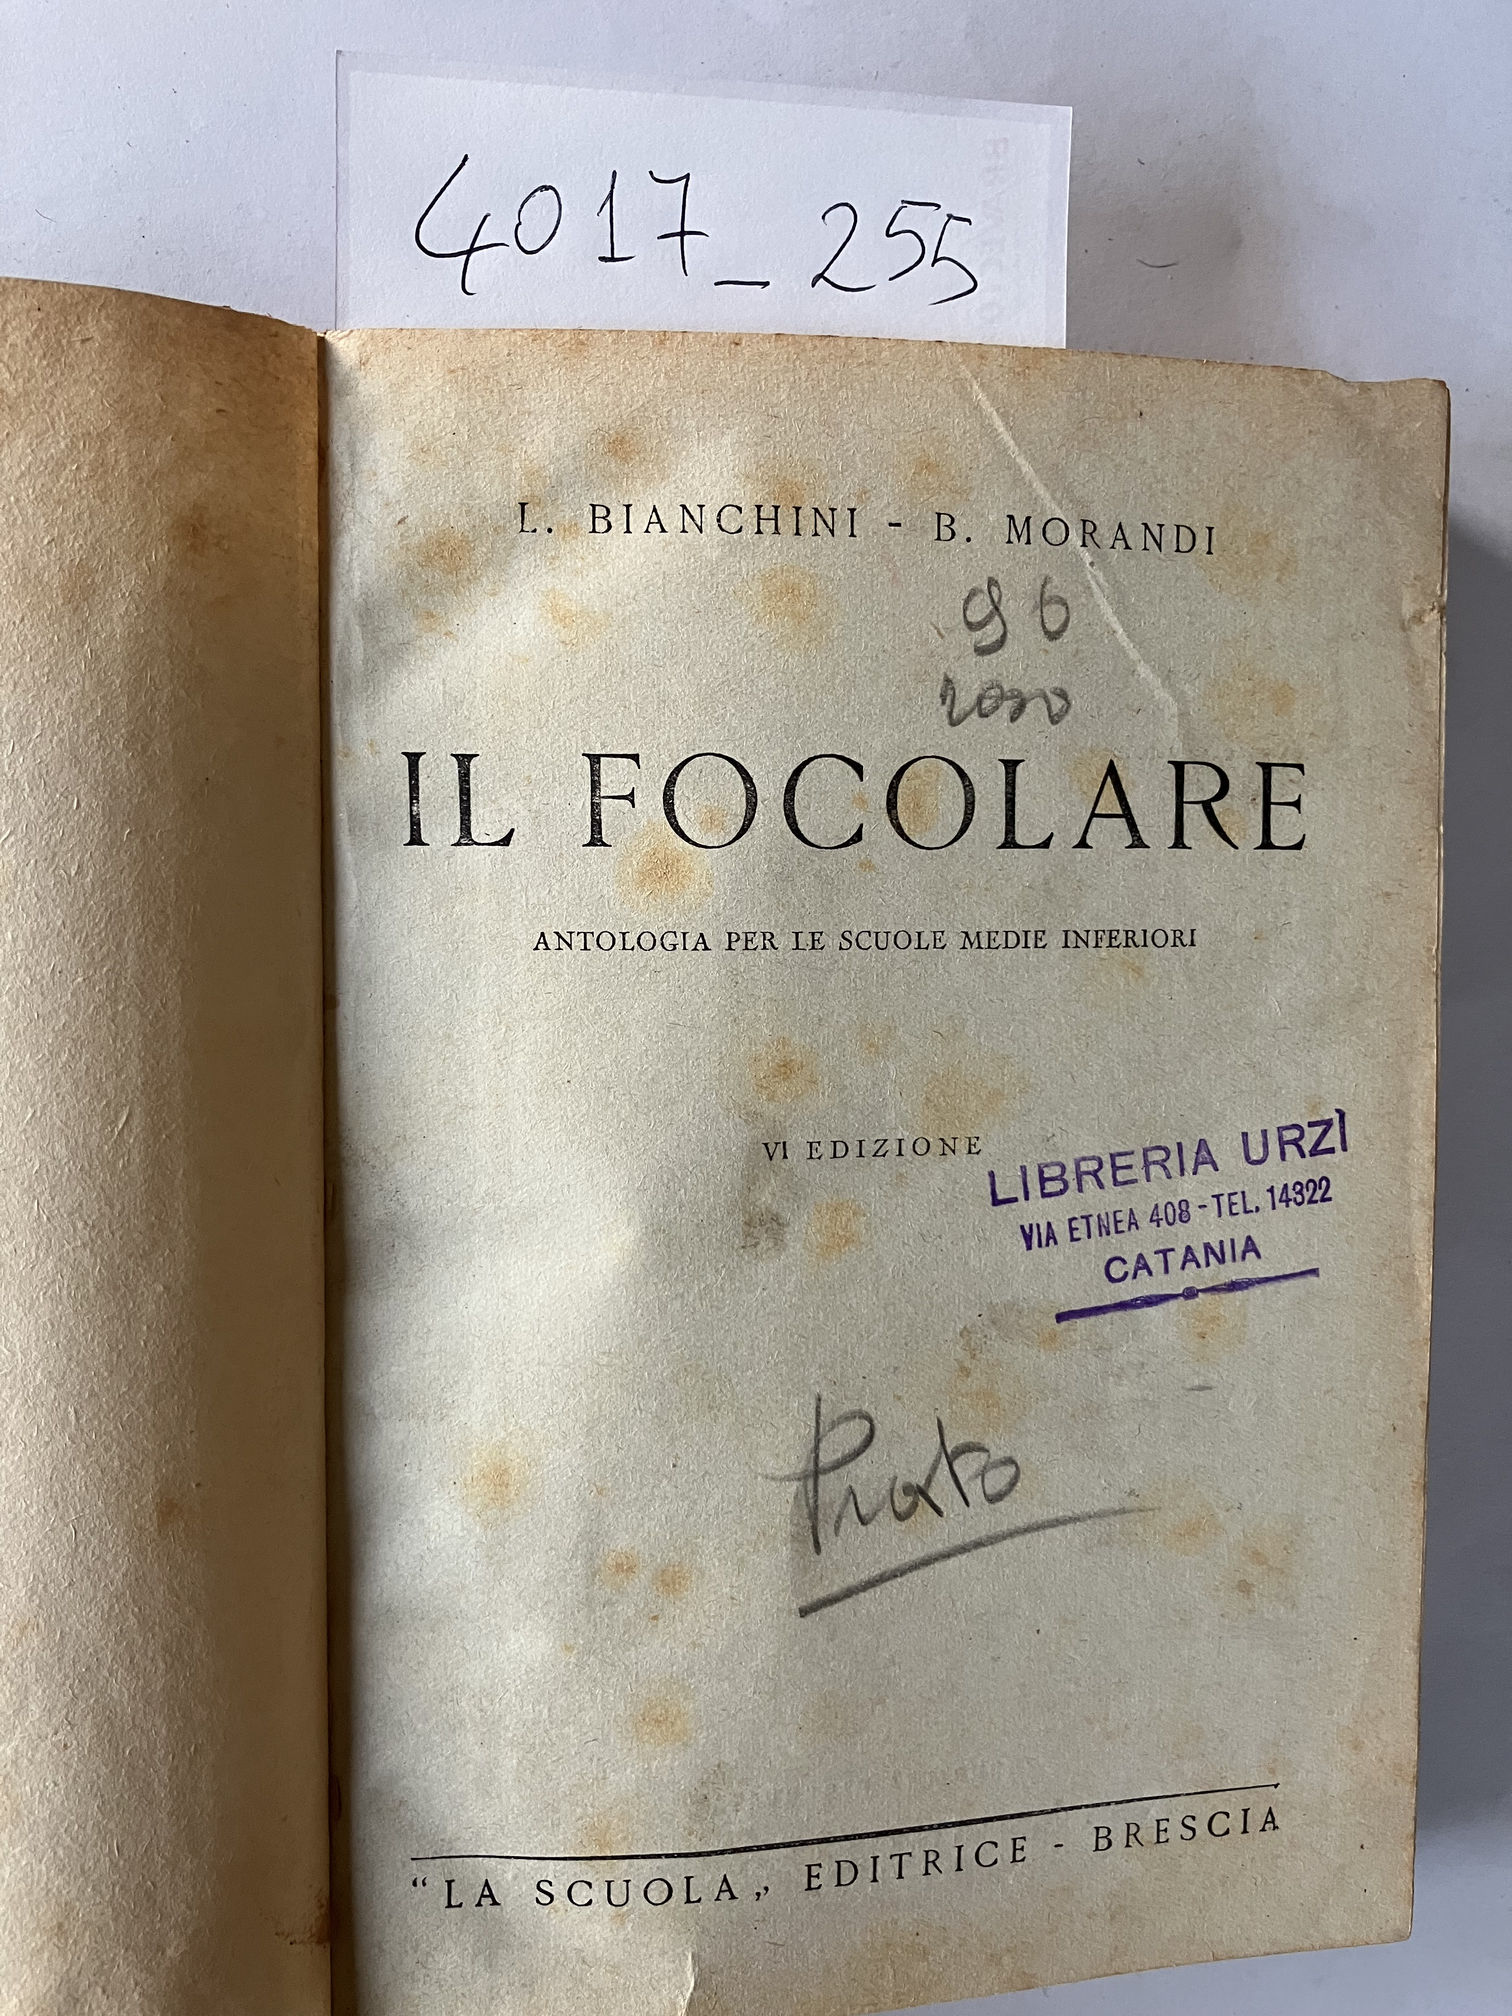 4017_255
L. BIANCHINI - B. MORANDI
96
IL FOCOLARE
ANTOLOGIA PER LE SCUOLE MEDIE INFERIORI
VI EDIZIONE
LIBRERIA URZÌ
VIA ETNEA 408 - TEL. 14322
CATANIA
Prato
“LA SCUOLA„ EDITRICE - BRESCIA